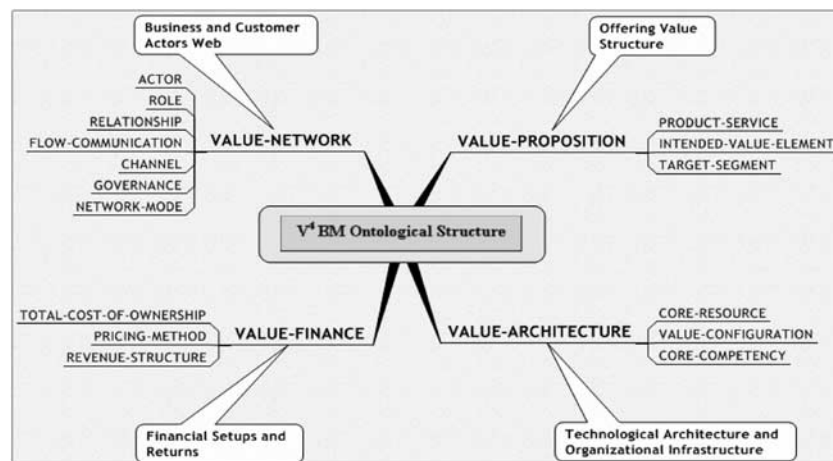 Business and Customer
Actors Web
Offering Value
Structure
ACTOR
ROLE
RELATIONSHIP
FLOW-COMMUNICATION
CHANNEL
GOVERNANCE
NETWORK-MODE
VALUE-NETWORK
VALUE-PROPOSITION
PRODUCT-SERVICE
INTENDED-VALUE-ELEMENT
TARGET-SEGMENT
V⁴ BM Ontological Structure
TOTAL-COST-OF-OWNERSHIP
PRICING-METHOD
REVENUE-STRUCTURE
VALUE-FINANCE
VALUE-ARCHITECTURE
CORE-RESOURCE
VALUE-CONFIGURATION
CORE-COMPETENCY
Financial Setups and
Returns
Technological Architecture and
Organizational Infrastructure